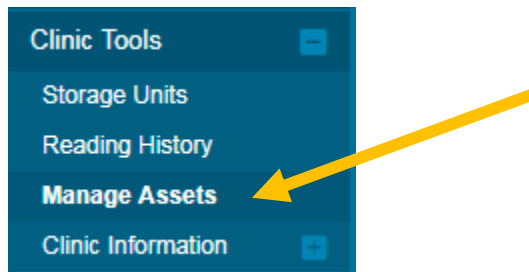 Clinic Tools
Storage Units
Reading History
Manage Assets
Clinic Information